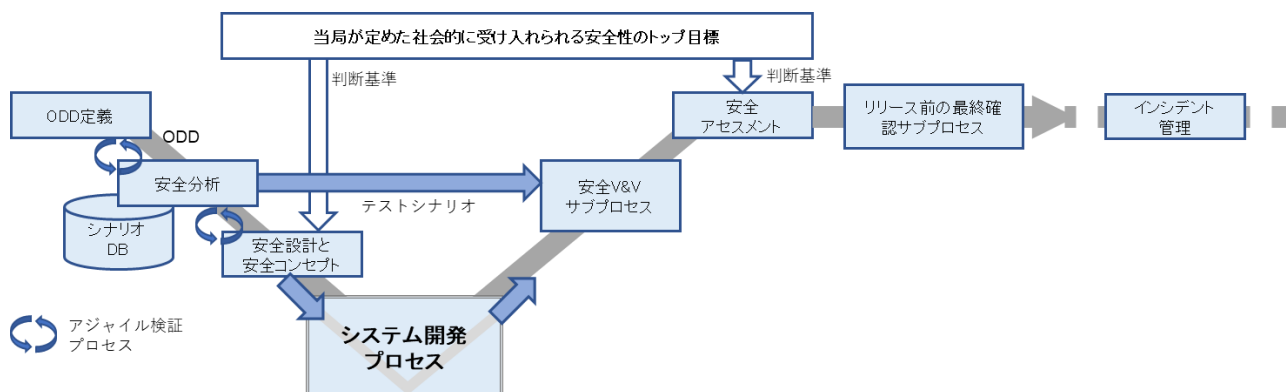 当局が定めた社会的に受け入れられる安全性のトップ目標
判断基準
判断基準
ODD定義
ODD
安全分析
シナリオ
DB
テストシナリオ
安全設計と
安全コンセプト
システム開発
プロセス
安全V&V
サブプロセス
安全
アセスメント
リリース前の最終確
認サブプロセス
インシデント
管理
アジャイル検証
プロセス